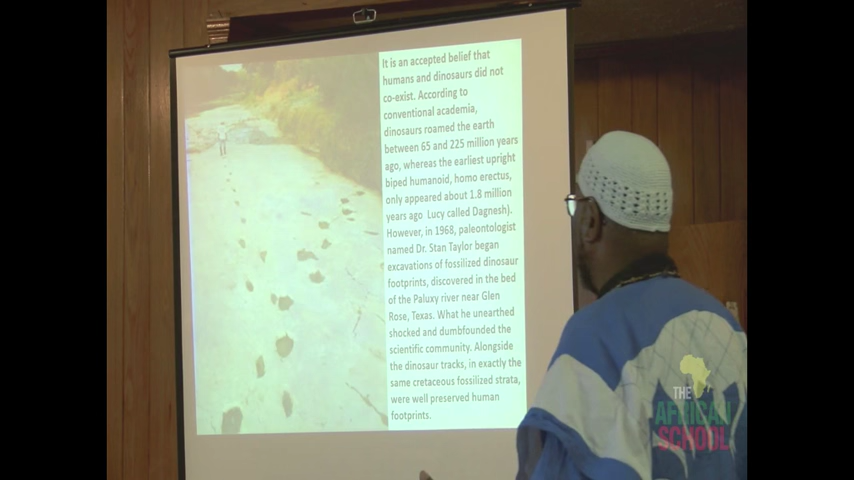 It is an accepted belief that
humans and dinosaurs did not
co-exist. According to
conventional academia,
dinosaurs roamed the earth
between 65 and 225 million years
ago, whereas the earliest upright
biped humanoid, homo erectus,
only appeared about 1.8 million
years ago Lucy called Dagnesh).
However, in 1968, paleontologist
named Dr. Stan Taylor began
excavations of fossilized dinosaur
footprints, discovered in the bed
of the Paluxy river near Glen
Rose, Texas. What he unearthed
shocked and dumbfounded the
scientific community. Alongside
the dinosaur tracks, in exactly the
same cretaceous fossilized strata,
were well preserved human
footprints.
THE
AFRICAN
SCHOOL